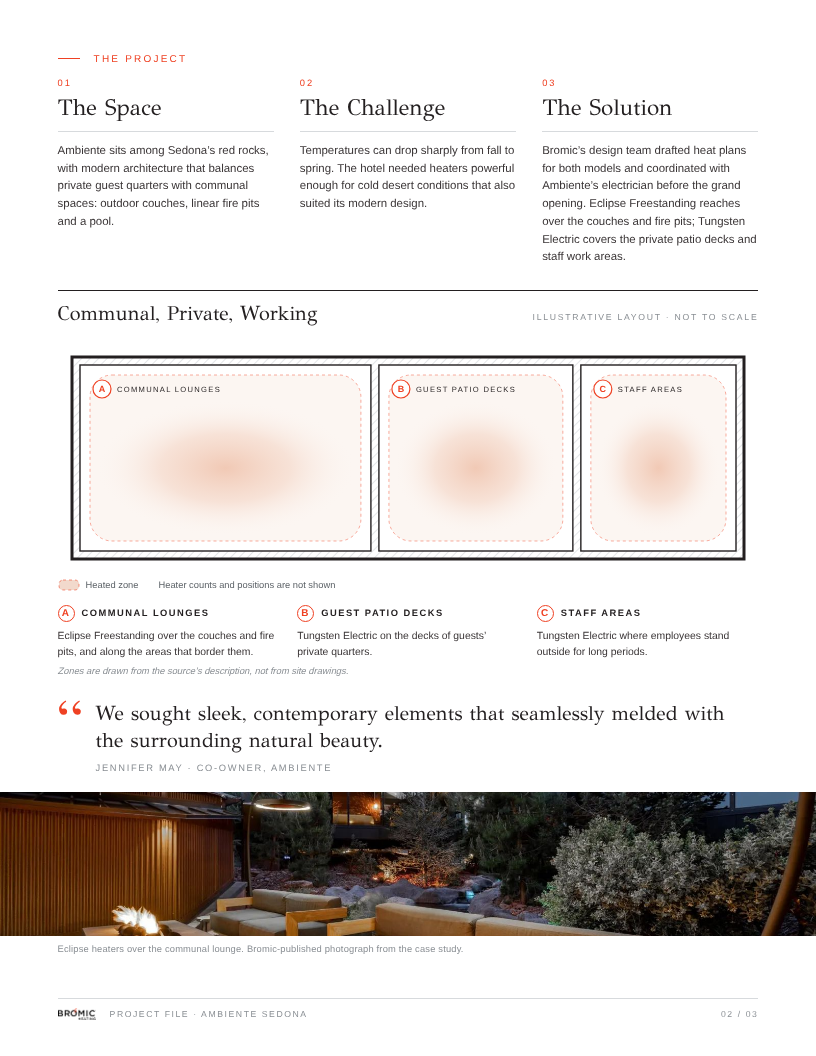 THE PROJECT
01
The Space
Ambiente sits among Sedona's red rocks,
with modern architecture that balances
private guest quarters with communal
spaces: outdoor couches, linear fire pits
and a pool.
02
The Challenge
Temperatures can drop sharply from fall to
spring. The hotel needed heaters powerful
enough for cold desert conditions that also
suited its modern design.
03
The Solution
Bromic's design team drafted heat plans
for both models and coordinated with
Ambiente's electrician before the grand
opening. Eclipse Freestanding reaches
over the couches and fire pits; Tungsten
Electric covers the private patio decks and
staff work areas.
Communal, Private, Working
ILLUSTRATIVE LAYOUT · NOT TO SCALE
A COMMUNAL LOUNGES
B GUEST PATIO DECKS
C STAFF AREAS
Heated zone Heater counts and positions are not shown
A COMMUNAL LOUNGES
Eclipse Freestanding over the couches and fire
pits, and along the areas that border them.
B GUEST PATIO DECKS
Tungsten Electric on the decks of guests'
private quarters.
C STAFF AREAS
Tungsten Electric where employees stand
outside for long periods.
Zones are drawn from the source's description, not from site drawings.
“ We sought sleek, contemporary elements that seamlessly melded with
the surrounding natural beauty.
JENNIFER MAY · CO-OWNER, AMBIENTE
Eclipse heaters over the communal lounge. Bromic-published photograph from the case study.
BROMIC
HEATING
PROJECT FILE · AMBIENTE SEDONA
02 / 03